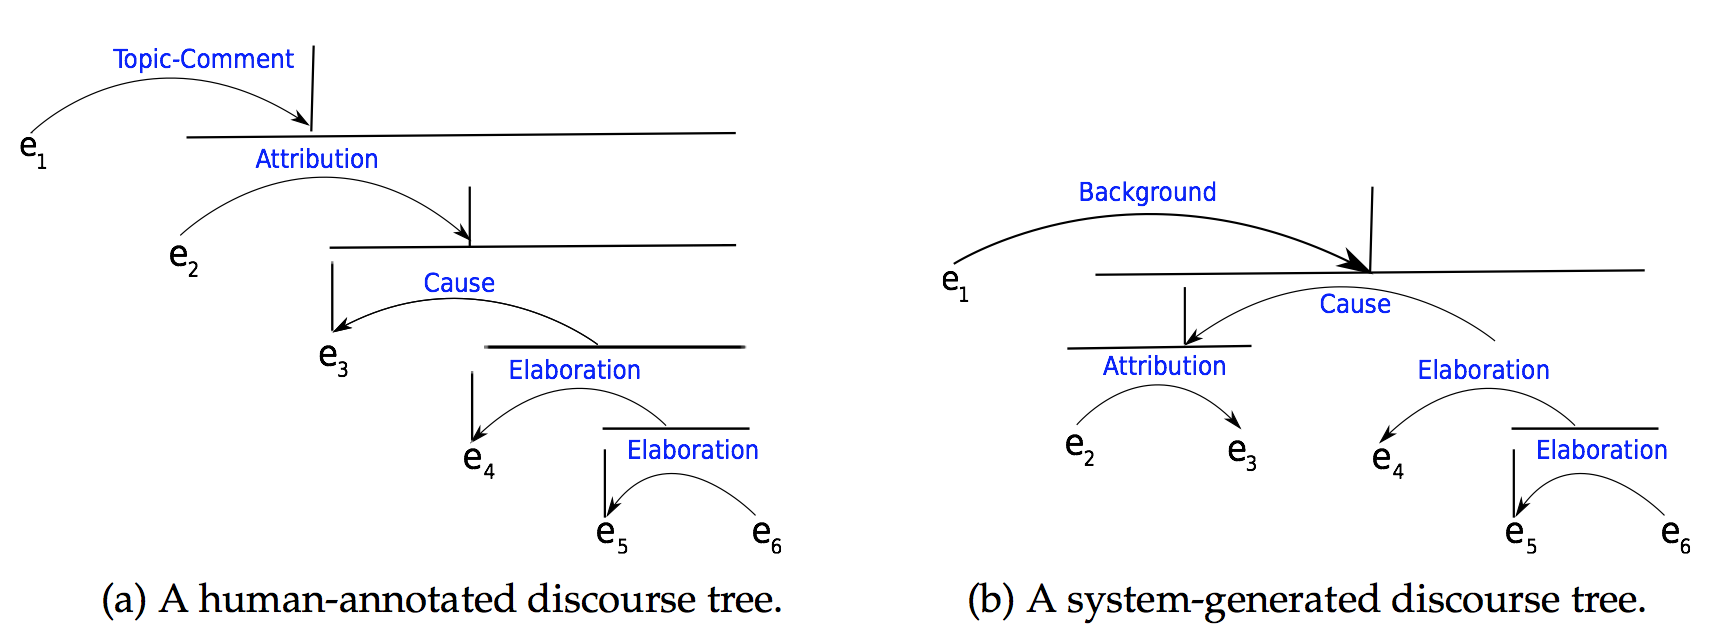 Topic-Comment
e1
Attribution
e2
Cause
e3
Elaboration
e4
Elaboration
e5
e6
(a) A human-annotated discourse tree.
Background
e1
Cause
Attribution
Elaboration
e2
e3
e4
Elaboration
e5
e6
(b) A system-generated discourse tree.